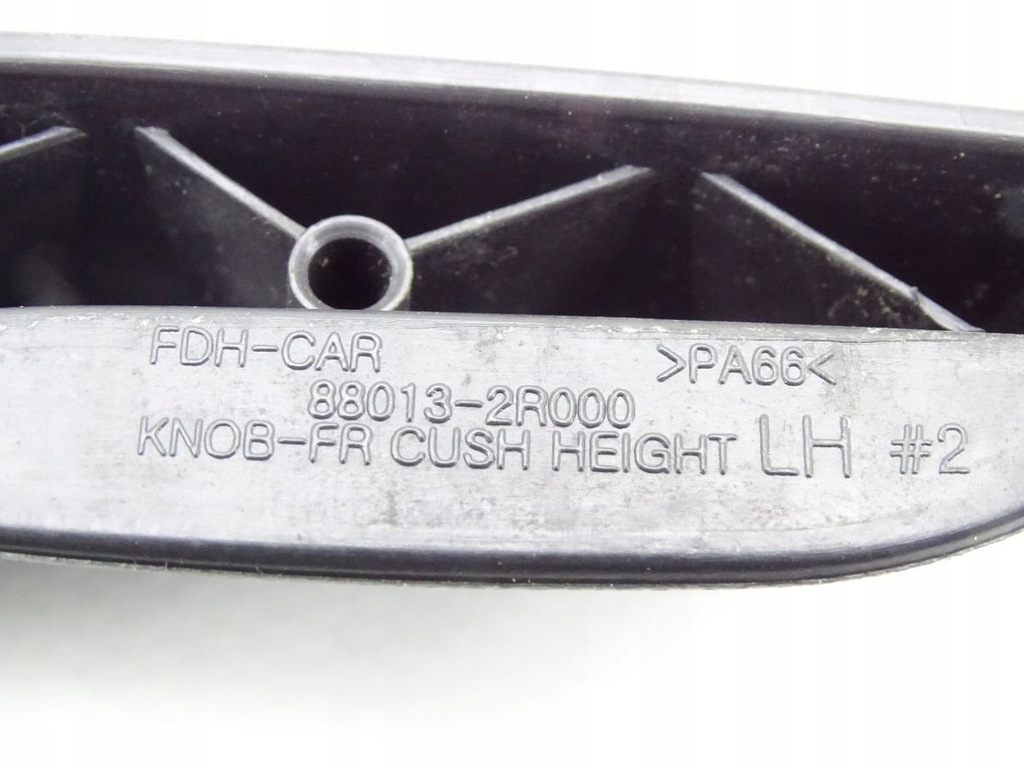 FDH-CAR >PA66<
88013-2R000
KNOB-FR CUSH HEIGHT LH #2